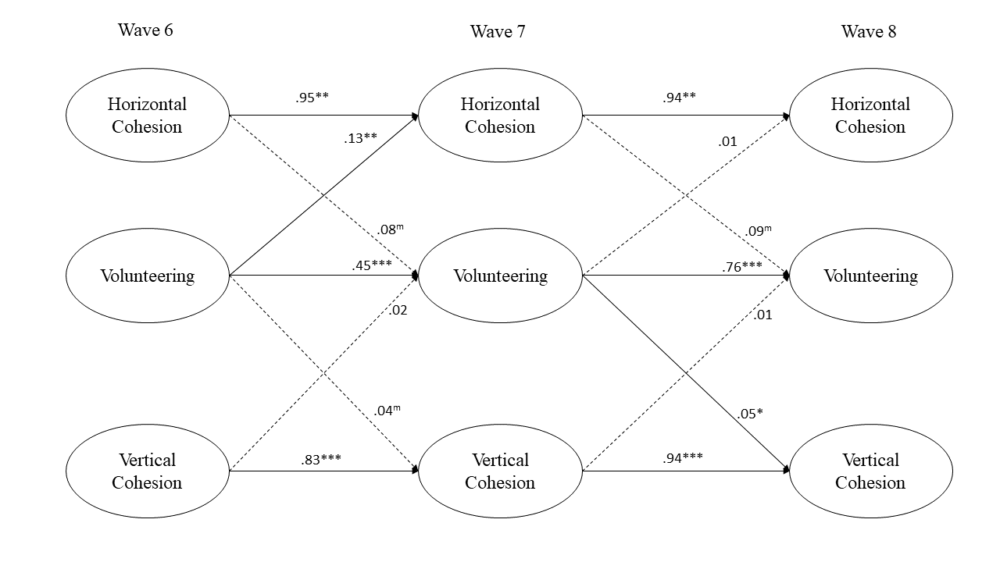 Wave 6
Wave 7
Wave 8
Horizontal
Cohesion
.95**
Horizontal
Cohesion
.94**
Horizontal
Cohesion
.13**
.01
.08ᵐ
.09ᵐ
Volunteering
.45***
Volunteering
.76***
Volunteering
.02
.01
.04ᵐ
.05*
Vertical
Cohesion
.83***
Vertical
Cohesion
.94***
Vertical
Cohesion